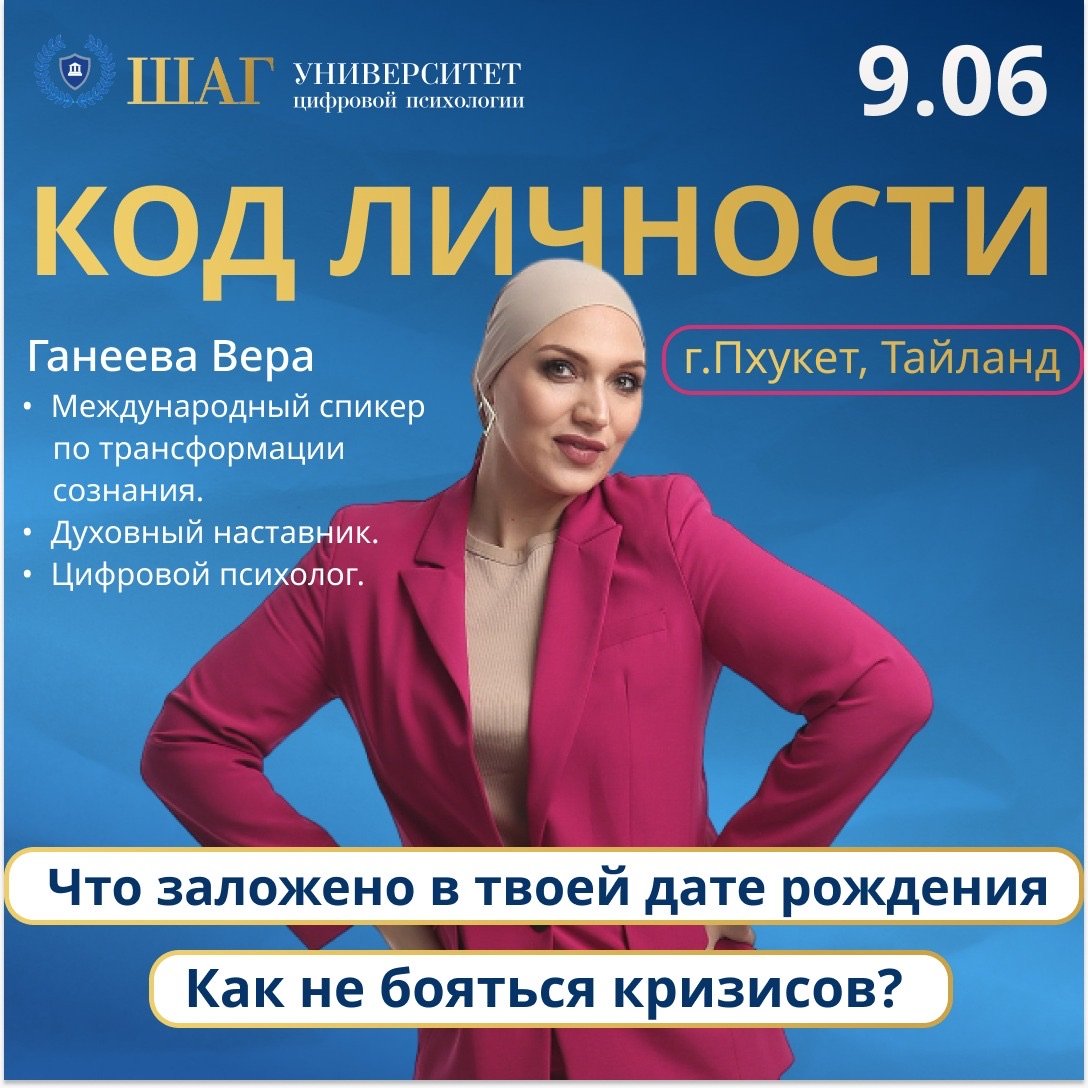 ШАГ УНИВЕРСИТЕТ
цифровой психологии
9.06
КОД ЛИЧНОСТИ
Ганеева Вера
• Международный спикер
по трансформации
сознания.
• Духовный наставник.
• Цифровой психолог.
г.Пхукет, Тайланд
Что заложено в твоей дате рождения
Как не бояться кризисов?